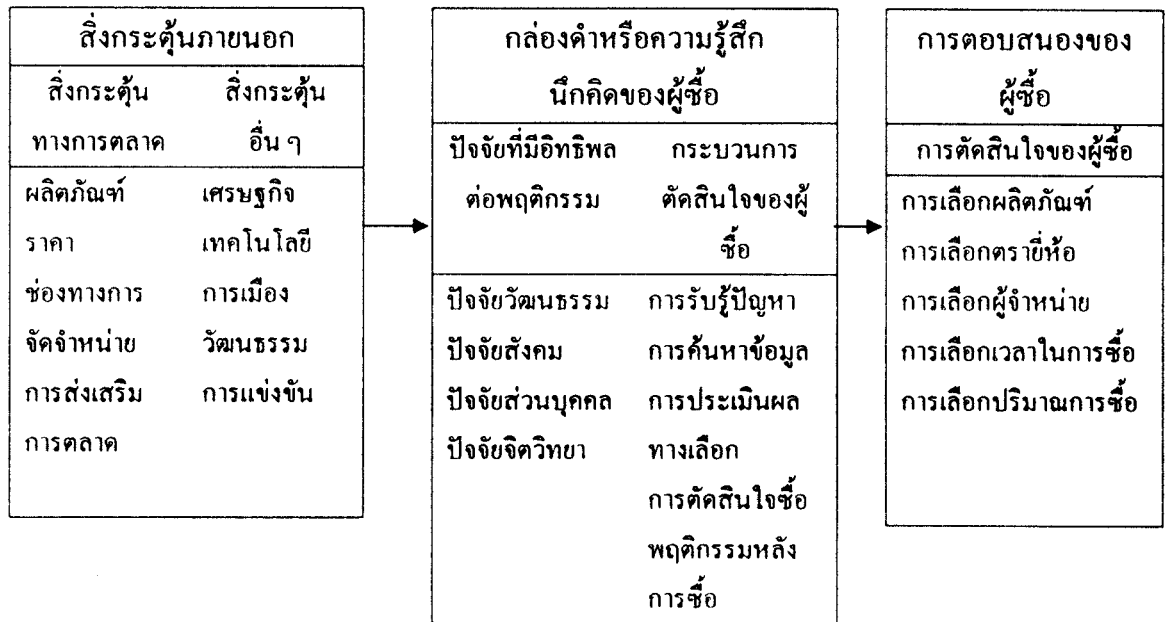 สิ่งกระตุ้นภายนอก
สิ่งกระตุ้น สิ่งกระตุ้น
ทางการตลาด อื่น ๆ
ผลิตภัณฑ์ เศรษฐกิจ
ราคา เทคโนโลยี
ช่องทางการ การเมือง
จัดจำหน่าย วัฒนธรรม
การส่งเสริม การแข่งขัน
การตลาด
กล่องดำหรือความรู้สึก
นึกคิดของผู้ซื้อ
ปัจจัยที่มีอิทธิพล กระบวนการ
ต่อพฤติกรรม ตัดสินใจของผู้
ซื้อ
ปัจจัยวัฒนธรรม การรับรู้ปัญหา
ปัจจัยสังคม การค้นหาข้อมูล
ปัจจัยส่วนบุคคล การประเมินผล
ปัจจัยจิตวิทยา ทางเลือก
การตัดสินใจซื้อ
พฤติกรรมหลัง
การซื้อ
การตอบสนองของ
ผู้ซื้อ
การตัดสินใจของผู้ซื้อ
การเลือกผลิตภัณฑ์
การเลือกตรายี่ห้อ
การเลือกผู้จำหน่าย
การเลือกเวลาในการซื้อ
การเลือกปริมาณการซื้อ